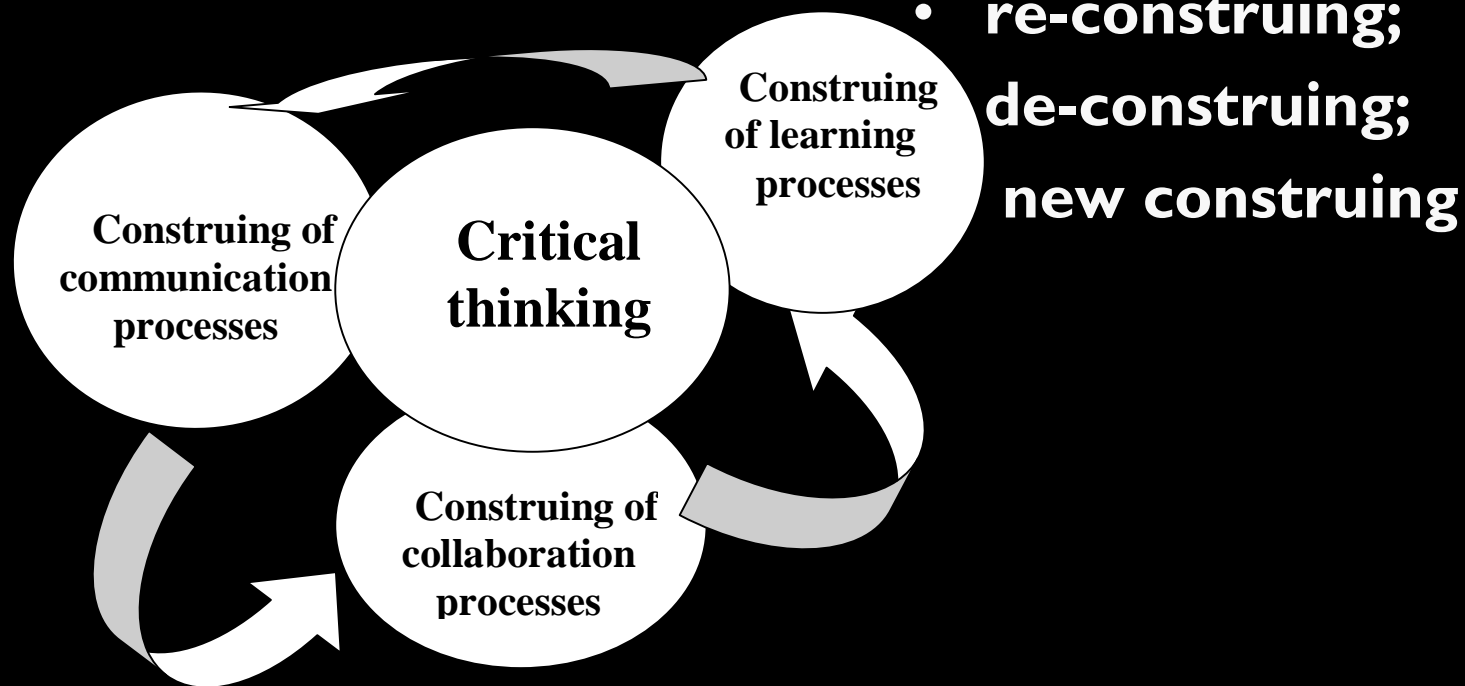 • re-construing;
de-construing;
new construing
Construing
of learning
processes
Construing of
communication
processes
Critical
thinking
Construing of
collaboration
processes